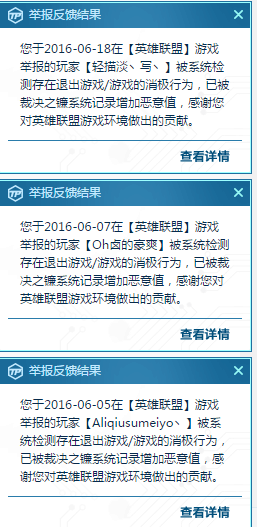 举报反馈结果
您于2016-06-18在【英雄联盟】游戏
举报的玩家【轻描淡丶写丶】被系统检
测存在退出游戏/游戏的消极行为，已被
裁决之镰系统记录增加恶意值，感谢您
对英雄联盟游戏环境做出的贡献。
查看详情
举报反馈结果
您于2016-06-07在【英雄联盟】游戏
举报的玩家【Oh卤的豪爽】被系统检测
存在退出游戏/游戏的消极行为，已被裁
决之镰系统记录增加恶意值，感谢您对
英雄联盟游戏环境做出的贡献。
查看详情
举报反馈结果
您于2016-06-05在【英雄联盟】游戏
举报的玩家【Aliqiusumeiyo丶】被系
统检测存在退出游戏/游戏的消极行为，
已被裁决之镰系统记录增加恶意值，感
谢您对英雄联盟游戏环境做出的贡献。
查看详情